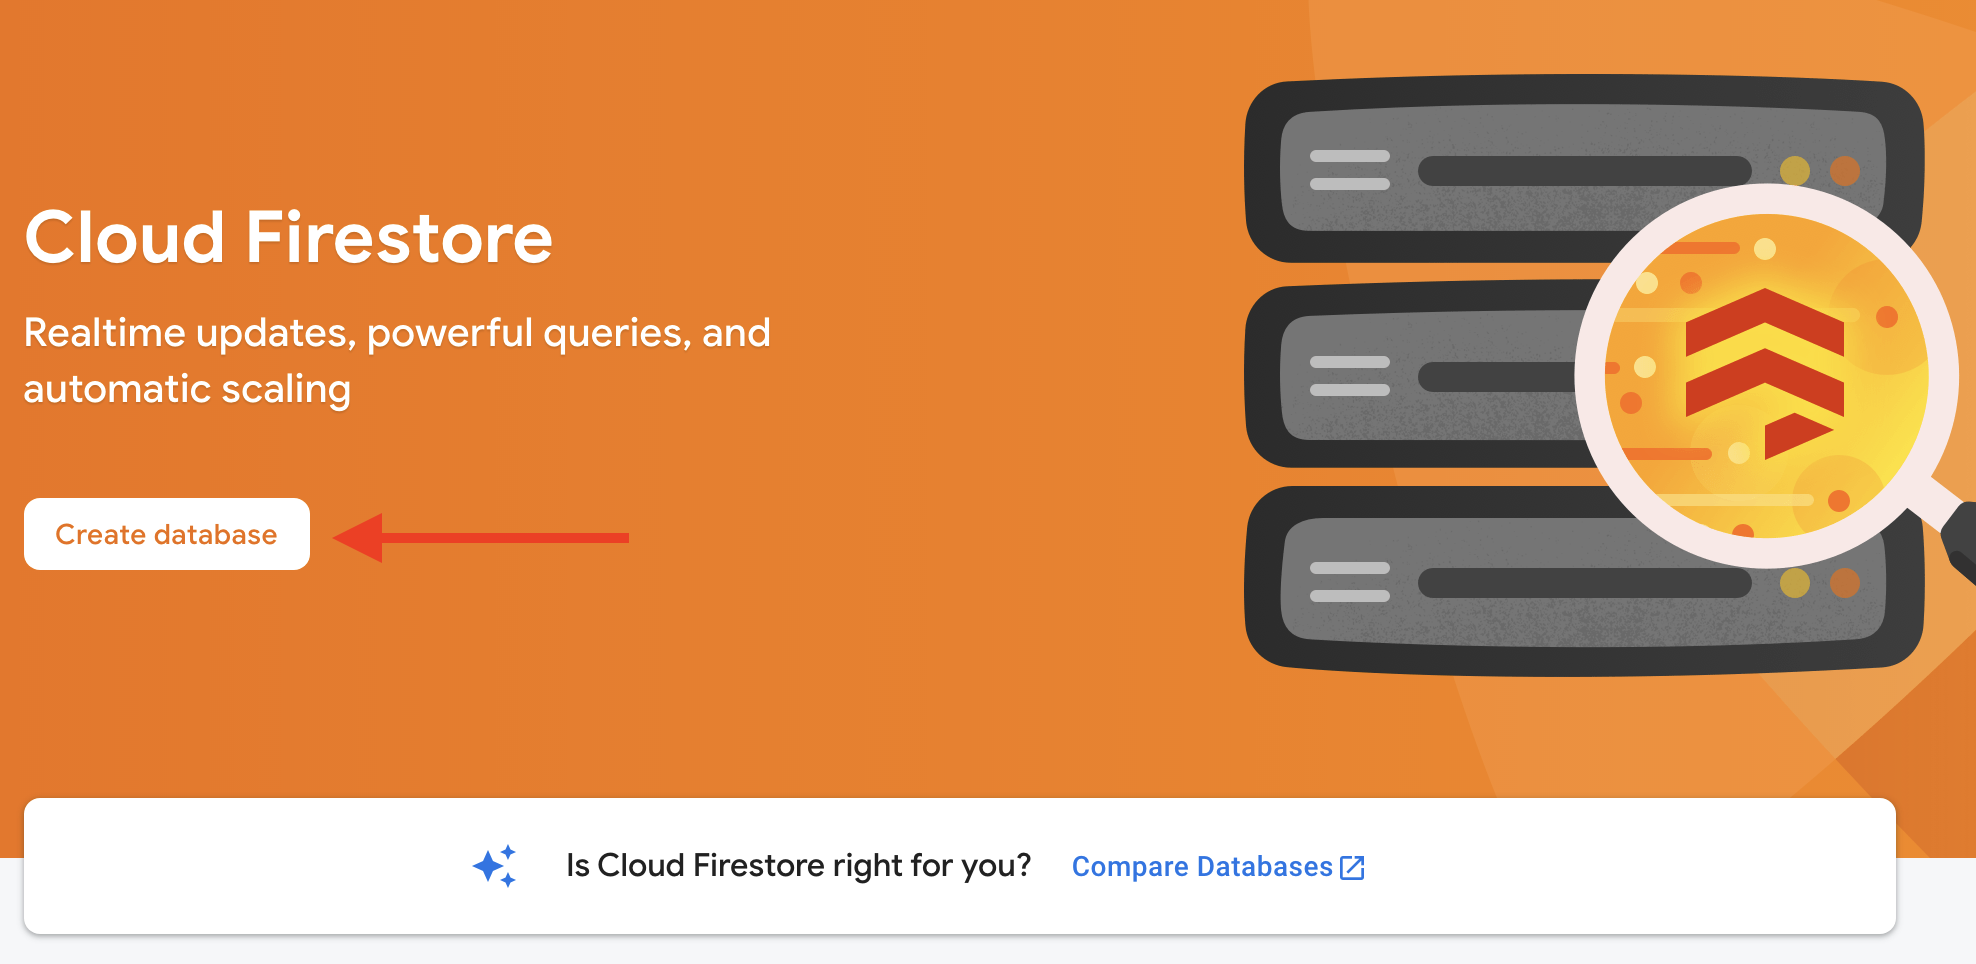 Cloud Firestore
Realtime updates, powerful queries, and
automatic scaling
Create database
Is Cloud Firestore right for you? Compare Databases